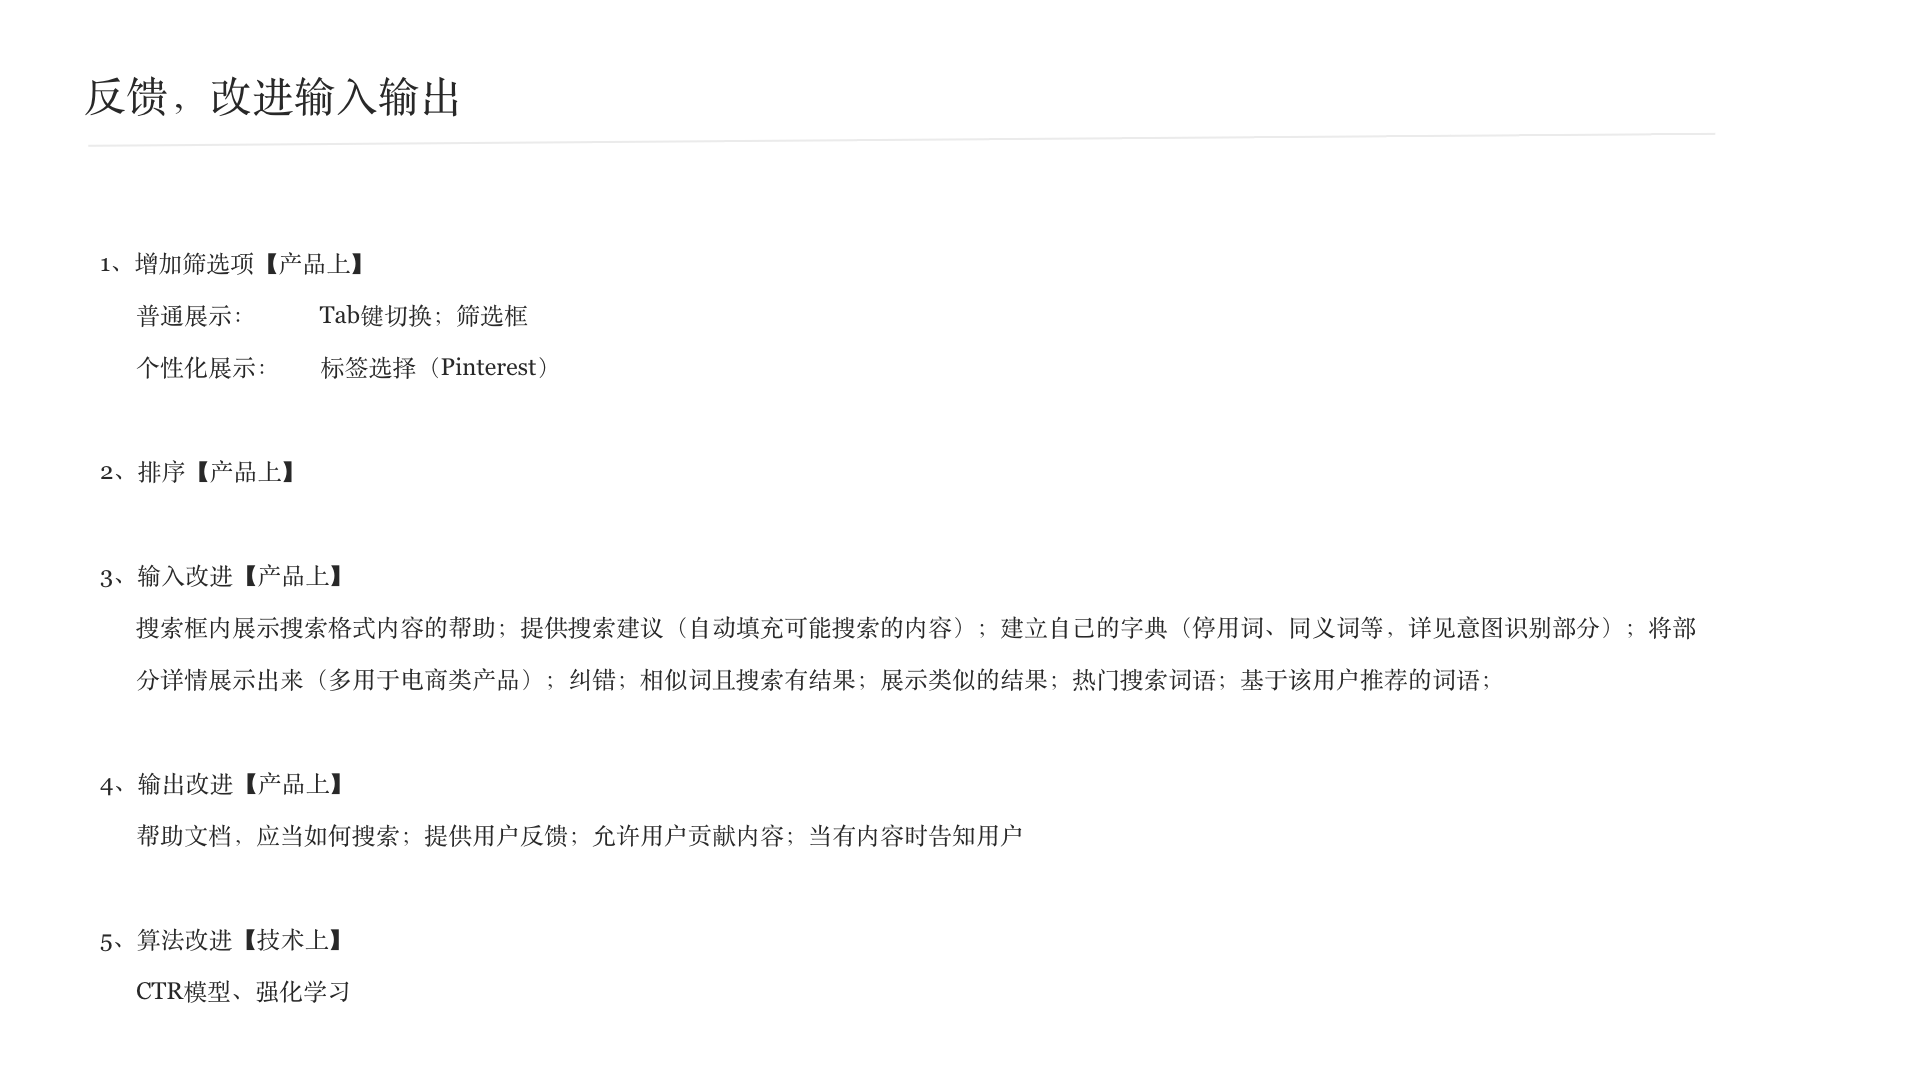 反馈，改进输入输出
1、增加筛选项【产品上】
普通展示： Tab键切换；筛选框
个性化展示： 标签选择（Pinterest）
2、排序【产品上】
3、输入改进【产品上】
搜索框内展示搜索格式内容的帮助；提供搜索建议（自动填充可能搜索的内容）；建立自己的字典（停用词、同义词等，详见意图识别部分）；将部
分详情展示出来（多用于电商类产品）；纠错；相似词且搜索有结果；展示类似的结果；热门搜索词语；基于该用户推荐的词语；
4、输出改进【产品上】
帮助文档，应当如何搜索；提供用户反馈；允许用户贡献内容；当有内容时告知用户
5、算法改进【技术上】
CTR模型、强化学习